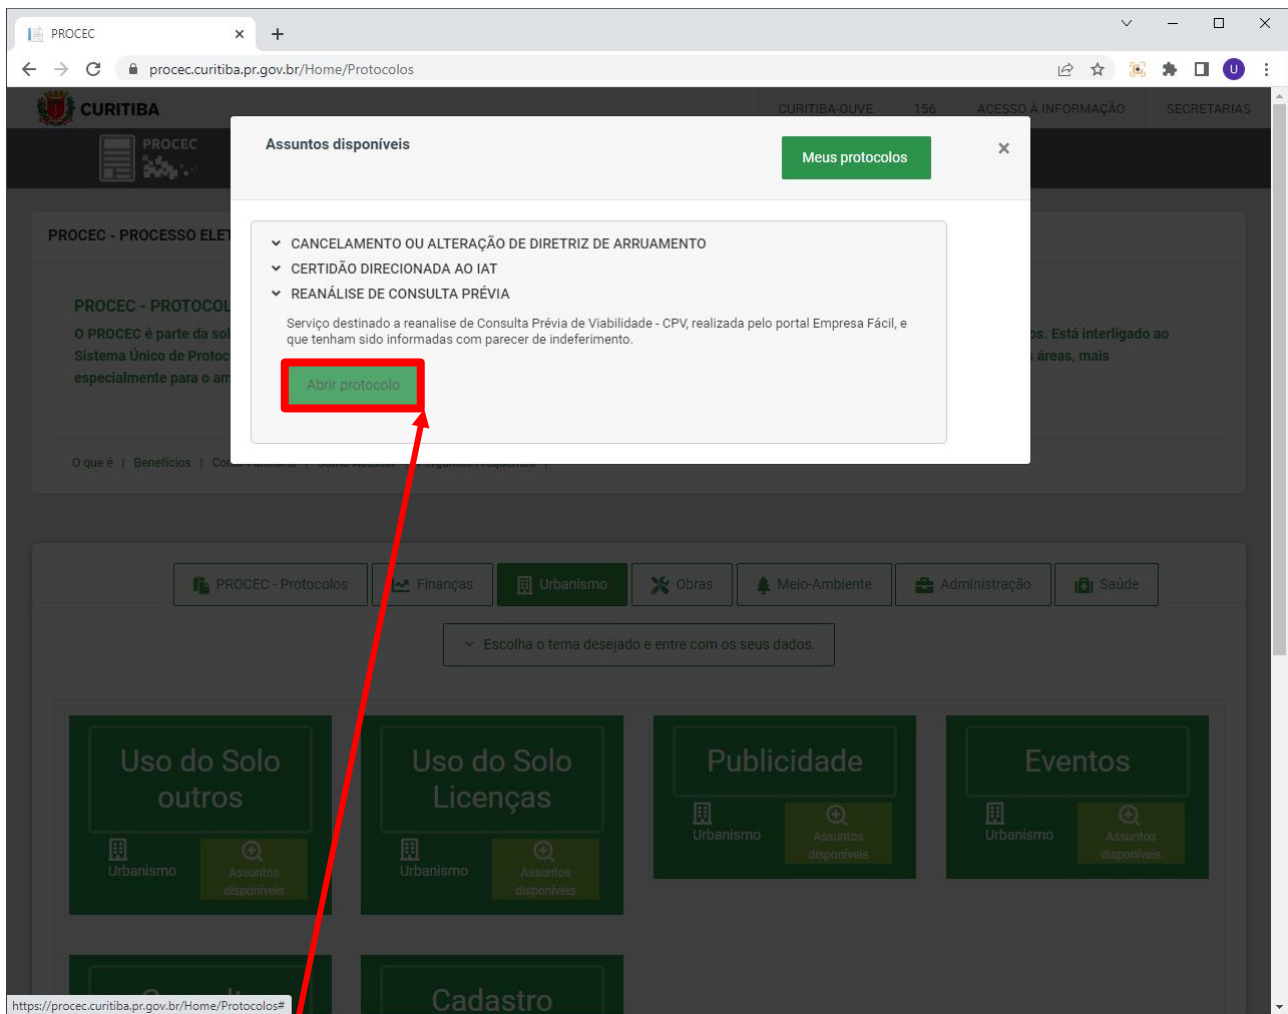 PROCEC
procec.curitiba.pr.gov.br/Home/Protocolos
U
CURITIBA
CURITIBA-OUVE 156 ACESSO À INFORMAÇÃO SECRETARIAS
PROCEC
Assuntos disponíveis
Meus protocolos
×
PROCEC - PROCESSO ELET
CANCELAMENTO OU ALTERAÇÃO DE DIRETRIZ DE ARRUAMENTO
CERTIDÃO DIRECIONADA AO IAT
REANÁLISE DE CONSULTA PRÉVIA
Serviço destinado a reanalise de Consulta Prévia de Viabilidade - CPV, realizada pelo portal Empresa Fácil, e
que tenham sido informadas com parecer de indeferimento.
Abrir protocolo
PROCEC - PROTOCOL
O PROCEC é parte da sol
os. Está interligado ao
Sistema Único de Protoc
áreas, mais
especialmente para o am
O que é | Benefícios |
PROCEC - Protocolos
Finanças
Urbanismo
Obras
Meio-Ambiente
Administração
Saúde
Escolha o tema desejado e entre com os seus dados.
Uso do Solo
outros
Urbanismo
Assuntos
disponíveis
Uso do Solo
Licenças
Urbanismo
Assuntos
disponíveis
Publicidade
Urbanismo
Assuntos
disponíveis
Eventos
Urbanismo
Assuntos
disponíveis
Cadastro
https://procec.curitiba.pr.gov.br/Home/Protocolos#